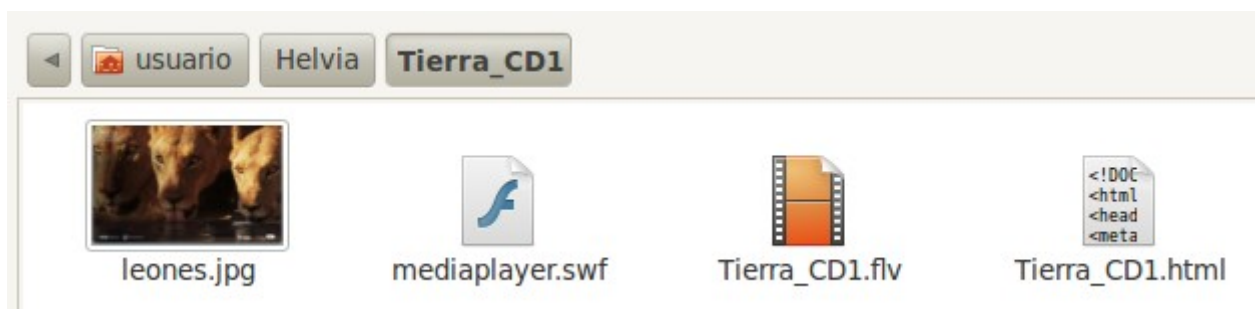 usuario Helvia Tierra_CD1
<!DOC
<html
<head
<meta
leones.jpg mediaplayer.swf Tierra_CD1.flv Tierra_CD1.html